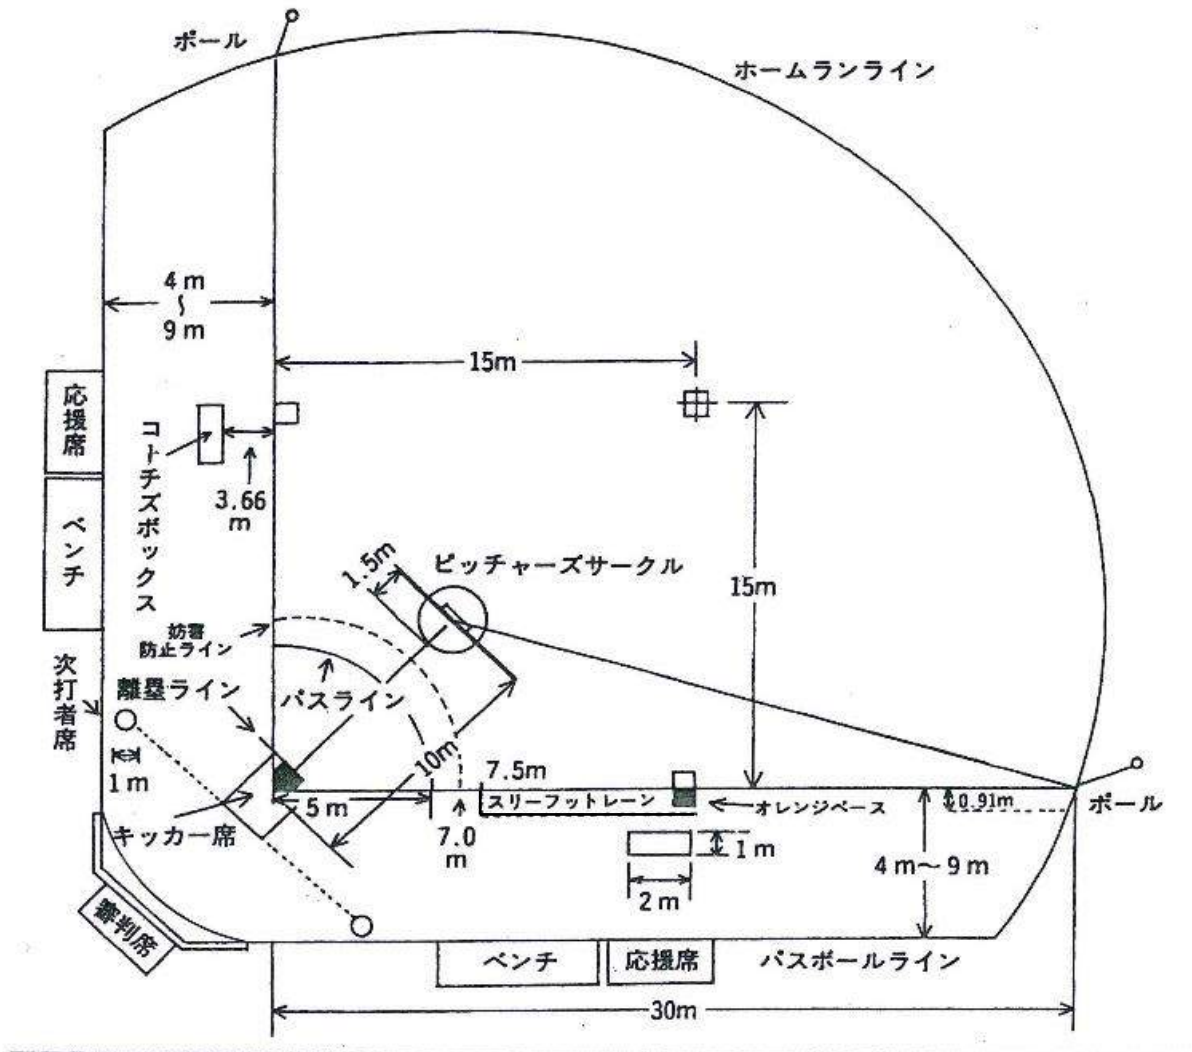 ポール
ホームランライン
4m
〜
9m
15m
応援席
コーチズボックス
3.66
m
ベンチ
1.5m
ピッチャーズサークル
15m
妨害
防止ライン
次打者席
離塁ライン
パスライン
10m
1m
7.5m
5m
スリーフットレーン
オレンジベース
0.91m
ポール
キッカー席
7.0
m
1m
4m〜9m
2m
審判席
ベンチ
応援席
パスボールライン
30m